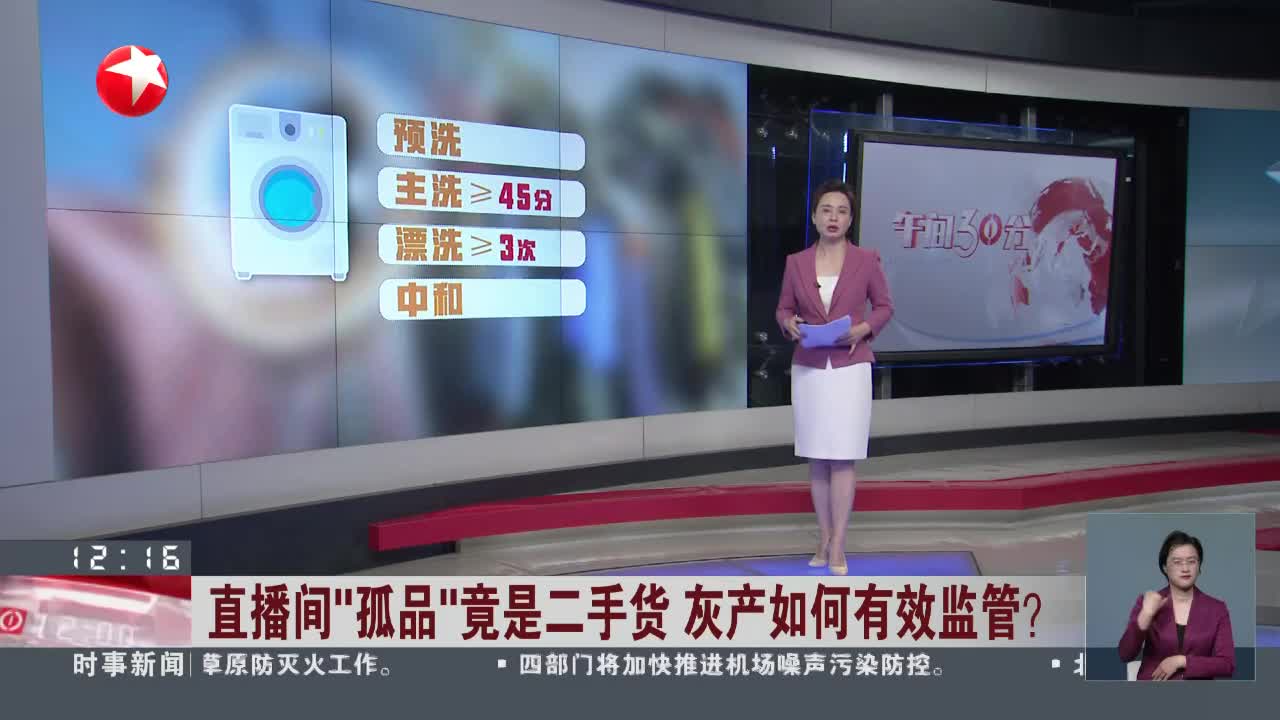 预洗
主洗≥45分
漂洗≥3次
中和
午间30分
12:16
直播间"孤品"竟是二手货 灰产如何有效监管?
12:00
时事新闻 草原防灭火工作。 ▪ 四部门将加快推进机场噪声污染防控。 ▪